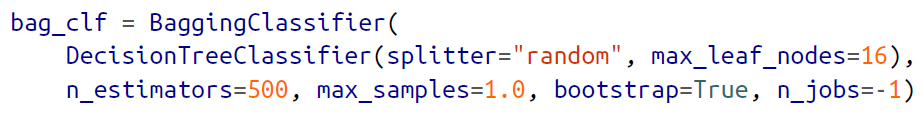 bag_clf = BaggingClassifier(
    DecisionTreeClassifier(splitter="random", max_leaf_nodes=16),
    n_estimators=500, max_samples=1.0, bootstrap=True, n_jobs=-1)